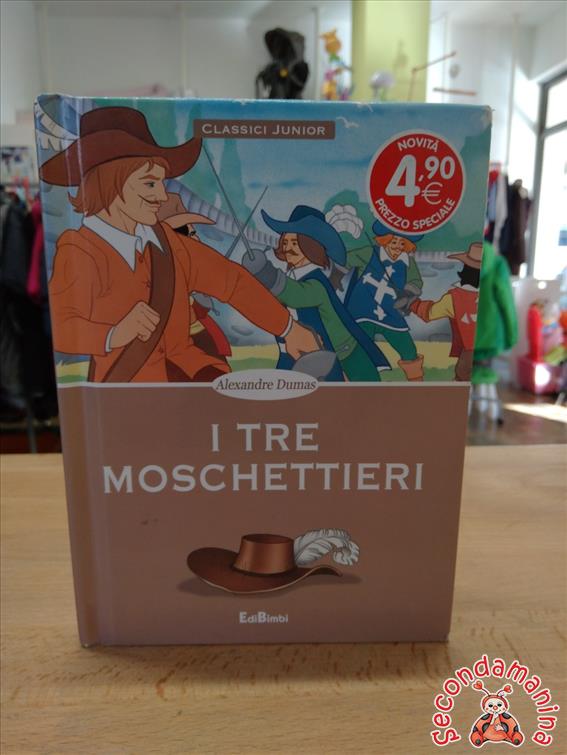 CLASSICI JUNIOR
NOVITÀ
4,90
€
PREZZO SPECIALE
Alexandre Dumas
I TRE
MOSCHETTIERI
EdiBimbi
secondamanina